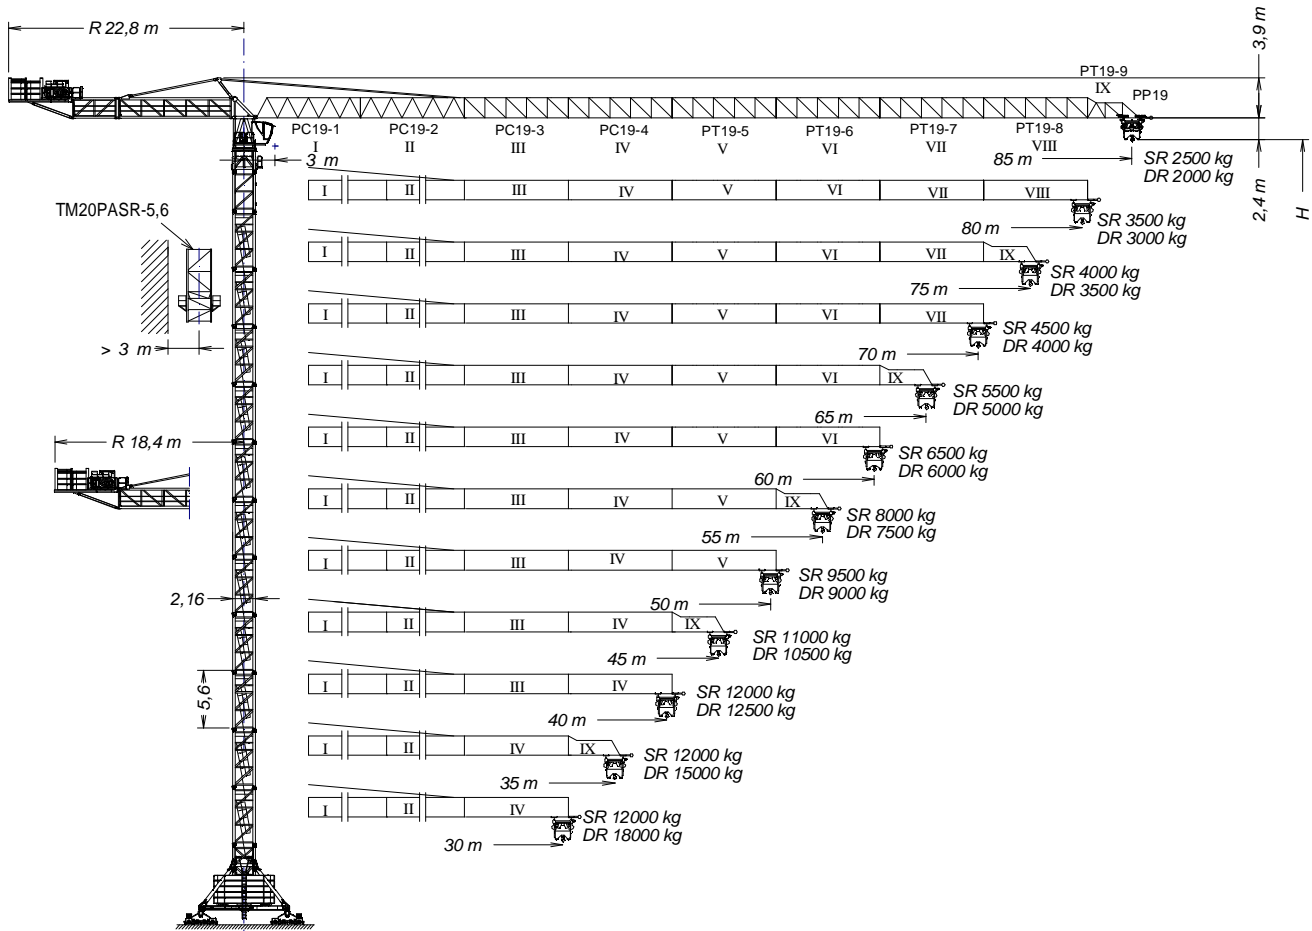 R 22,8 m
3,9 m
PT19-9
IX
PP19
PC19-1 PC19-2 PC19-3 PC19-4 PT19-5 PT19-6 PT19-7 PT19-8
I II III IV V VI VII VIII
3 m
85 m
SR 2500 kg
DR 2000 kg
2,4 m
H
I II III IV V VI VII VIII
80 m
SR 3500 kg
DR 3000 kg
TM20PASR-5,6
I II III IV V VI VII IX
75 m
SR 4000 kg
DR 3500 kg
I II III IV V VI VII
70 m
SR 4500 kg
DR 4000 kg
> 3 m
I II III IV V VI IX
65 m
SR 5500 kg
DR 5000 kg
R 18,4 m
I II III IV V VI
60 m
SR 6500 kg
DR 6000 kg
I II III IV V IX
55 m
SR 8000 kg
DR 7500 kg
I II III IV V
50 m
SR 9500 kg
DR 9000 kg
2,16
I II III IV IX
45 m
SR 11000 kg
DR 10500 kg
I II III IV
40 m
SR 12000 kg
DR 12500 kg
5,6
I II IV IX
35 m
SR 12000 kg
DR 15000 kg
I II IV
30 m
SR 12000 kg
DR 18000 kg